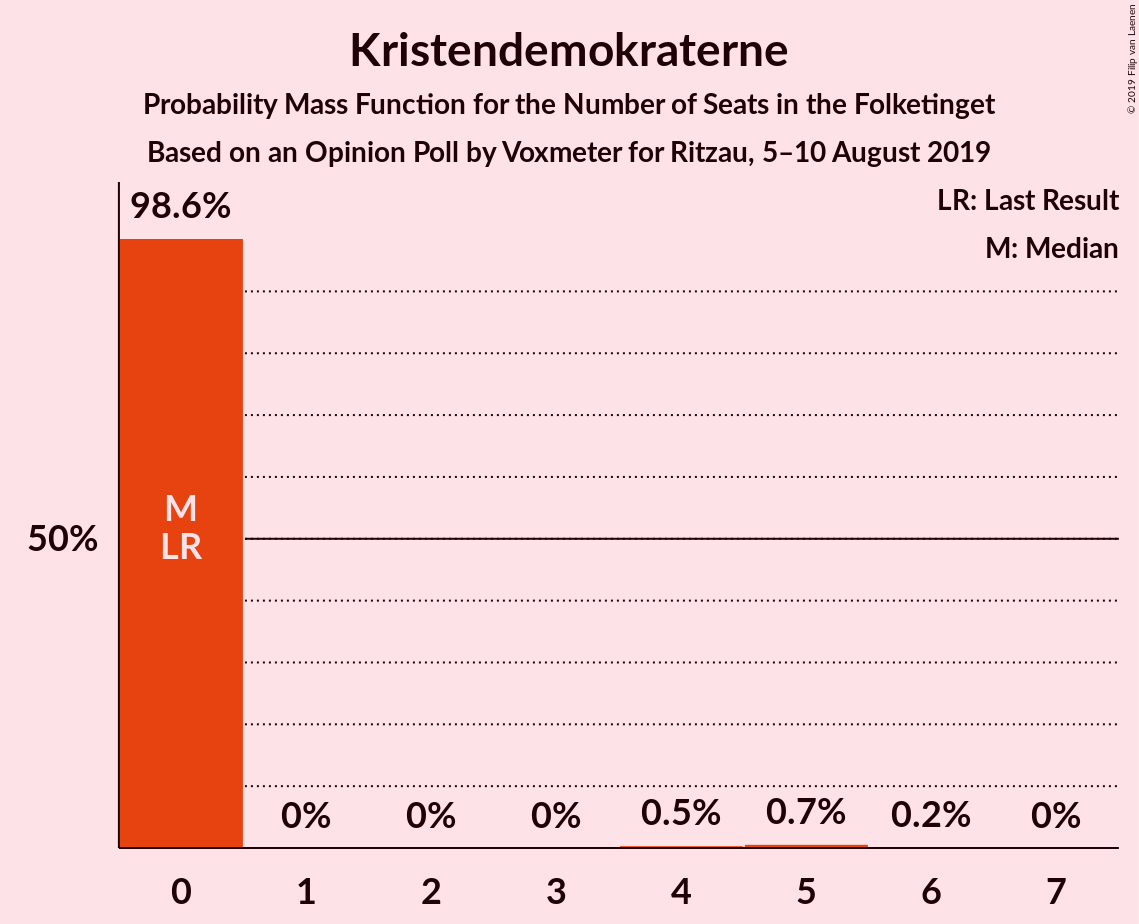 Kristendemokraterne
Probability Mass Function for the Number of Seats in the Folketinget
Based on an Opinion Poll by Voxmeter for Ritzau, 5–10 August 2019
© 2019 Filip van Laenen
LR: Last Result
M: Median
98.6%
M
LR
50%
0% 0% 0% 0.5% 0.7% 0.2% 0%
0 1 2 3 4 5 6 7